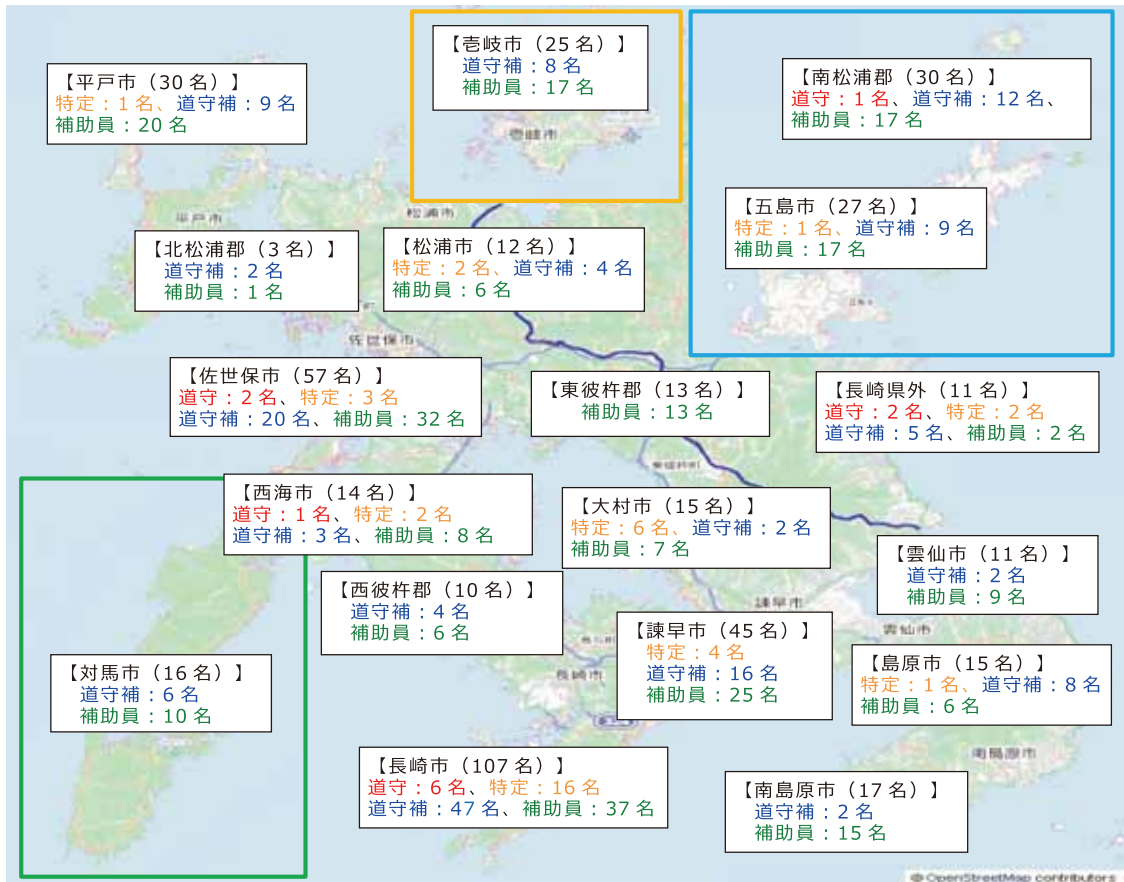 【平戸市（30名）】
特定：1名、道守補：9名
補助員：20名
【壱岐市（25名）】
道守補：8名
補助員：17名
壱岐市
【南松浦郡（30名）】
道守：1名、道守補：12名、
補助員：17名
【五島市（27名）】
特定：1名、道守補：9名
補助員：17名
平戸市
松浦市
【北松浦郡（3名）】
道守補：2名
補助員：1名
【松浦市（12名）】
特定：2名、道守補：4名
補助員：6名
佐世保市
【佐世保市（57名）】
道守：2名、特定：3名
道守補：20名、補助員：32名
【東彼杵郡（13名）】
補助員：13名
【長崎県外（11名）】
道守：2名、特定：2名
道守補：5名、補助員：2名
東彼杵町
【西海市（14名）】
道守：1名、特定：2名
道守補：3名、補助員：8名
【大村市（15名）】
特定：6名、道守補：2名
補助員：7名
【雲仙市（11名）】
道守補：2名
補助員：9名
【西彼杵郡（10名）】
道守補：4名
補助員：6名
諫早市
【諫早市（45名）】
特定：4名
道守補：16名
補助員：25名
雲仙市
【島原市（15名）】
特定：1名、道守補：8名
補助員：6名
長崎市
【対馬市（16名）】
道守補：6名
補助員：10名
【長崎市（107名）】
道守：6名、特定：16名
道守補：47名、補助員：37名
南島原市
【南島原市（17名）】
道守補：2名
補助員：15名
© OpenStreetMap contributors